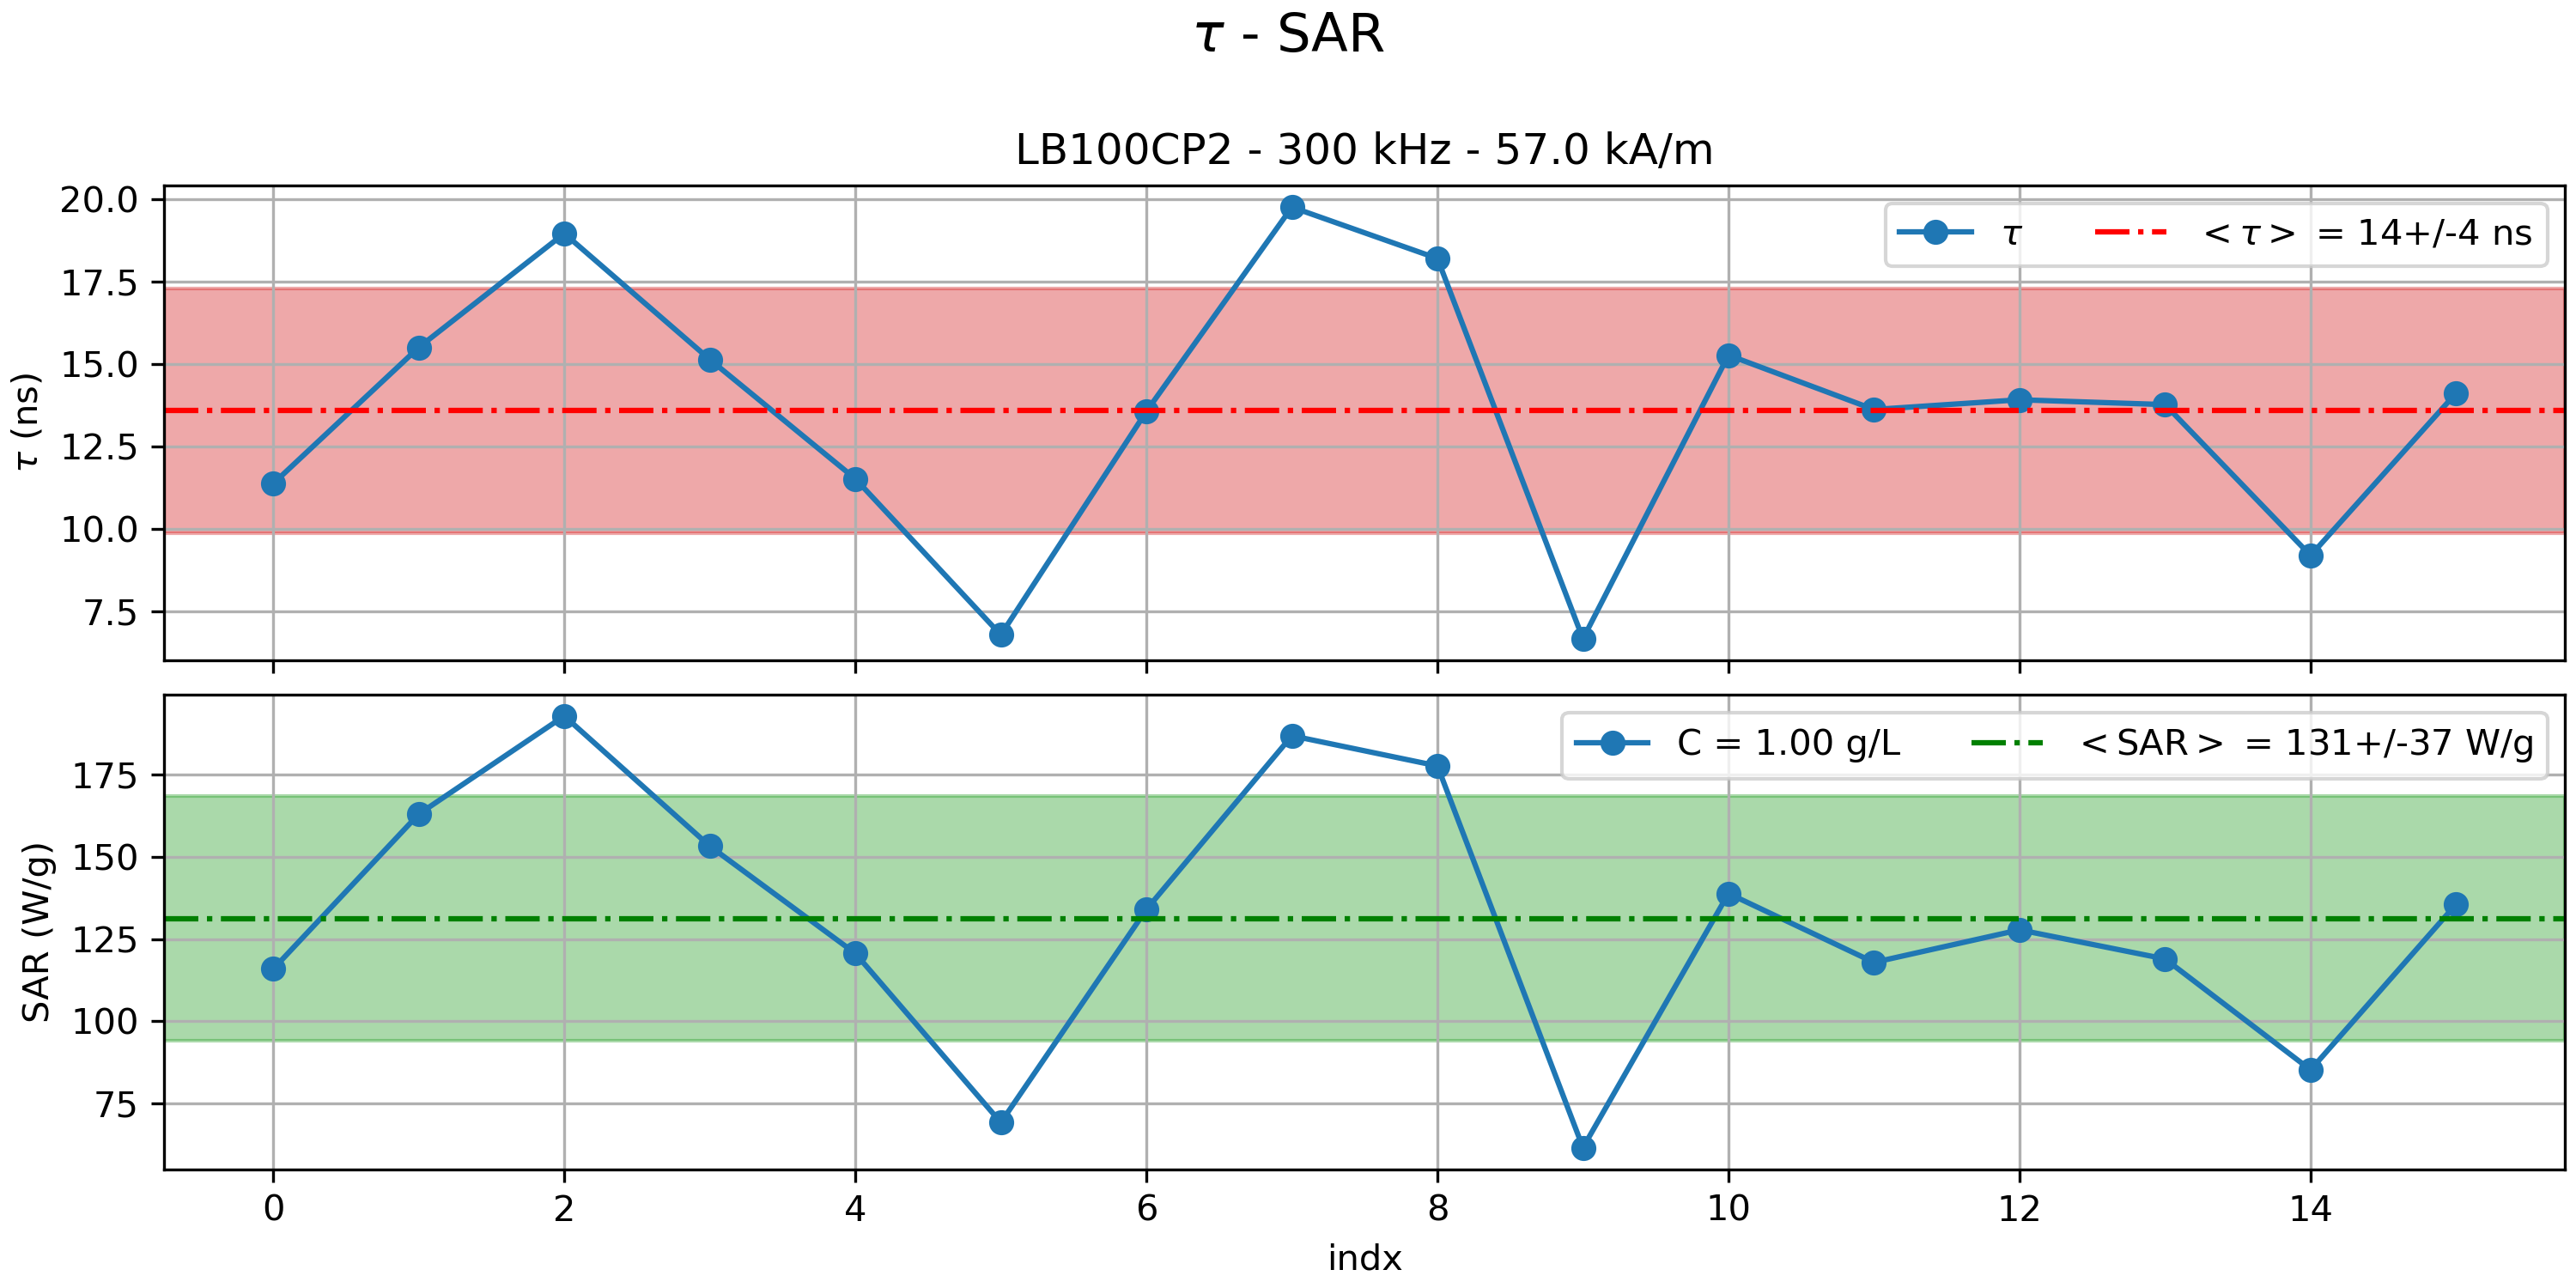 τ - SAR
LB100CP2 - 300 kHz - 57.0 kA/m
20.0
17.5
15.0
12.5
10.0
7.5
τ (ns)
τ
<τ> = 14+/-4 ns
175
150
125
100
75
SAR (W/g)
C = 1.00 g/L
<SAR> = 131+/-37 W/g
0 2 4 6 8 10 12 14
indx